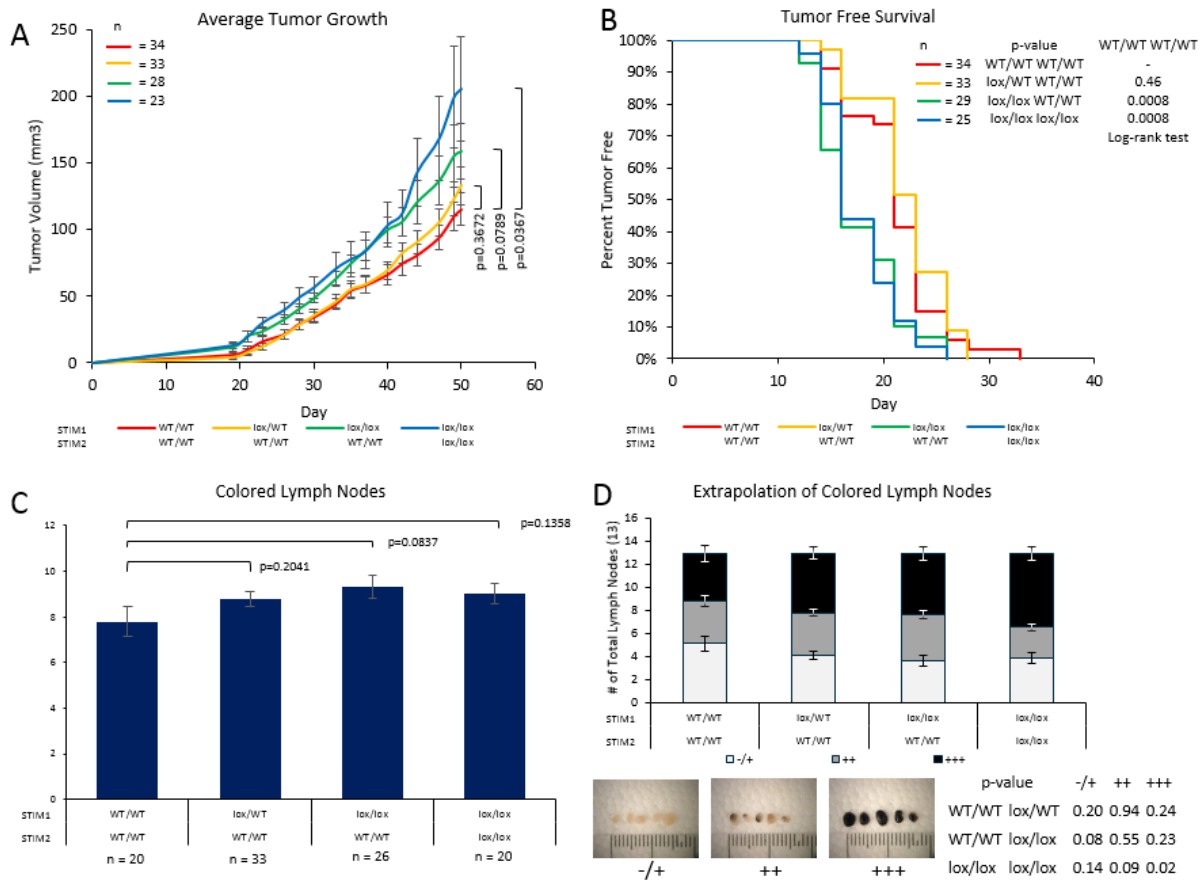 A
Average Tumor Growth
n
= 34
= 33
= 28
= 23
Tumor Volume (mm3)
250
200
150
100
50
0
p=0.3672
p=0.0789
p=0.0367
0 10 20 30 40 50 60
Day
STIM1 WT/WT lox/WT lox/lox lox/lox
STIM2 WT/WT WT/WT WT/WT lox/lox
B
Tumor Free Survival
n p-value WT/WT WT/WT
= 34 WT/WT WT/WT -
= 33 lox/WT WT/WT 0.46
= 29 lox/lox WT/WT 0.0008
= 25 lox/lox lox/lox 0.0008
Log-rank test
Percent Tumor Free
100%
90%
80%
70%
60%
50%
40%
30%
20%
10%
0%
0 10 20 30 40
Day
STIM1 WT/WT lox/WT lox/lox lox/lox
STIM2 WT/WT WT/WT WT/WT lox/lox
C
Colored Lymph Nodes
p=0.1358
p=0.0837
p=0.2041
12
10
8
6
4
2
0
STIM1 WT/WT lox/WT lox/lox lox/lox
STIM2 WT/WT WT/WT WT/WT lox/lox
n = 20 n = 33 n = 26 n = 20
D
Extrapolation of Colored Lymph Nodes
# of Total Lymph Nodes (13)
16
14
12
10
8
6
4
2
0
STIM1 WT/WT lox/WT lox/lox lox/lox
STIM2 WT/WT WT/WT WT/WT lox/lox
-/+ ++ +++
-/+ ++ +++
p-value -/+ ++ +++
WT/WT lox/WT 0.20 0.94 0.24
WT/WT lox/lox 0.08 0.55 0.23
lox/lox lox/lox 0.14 0.09 0.02